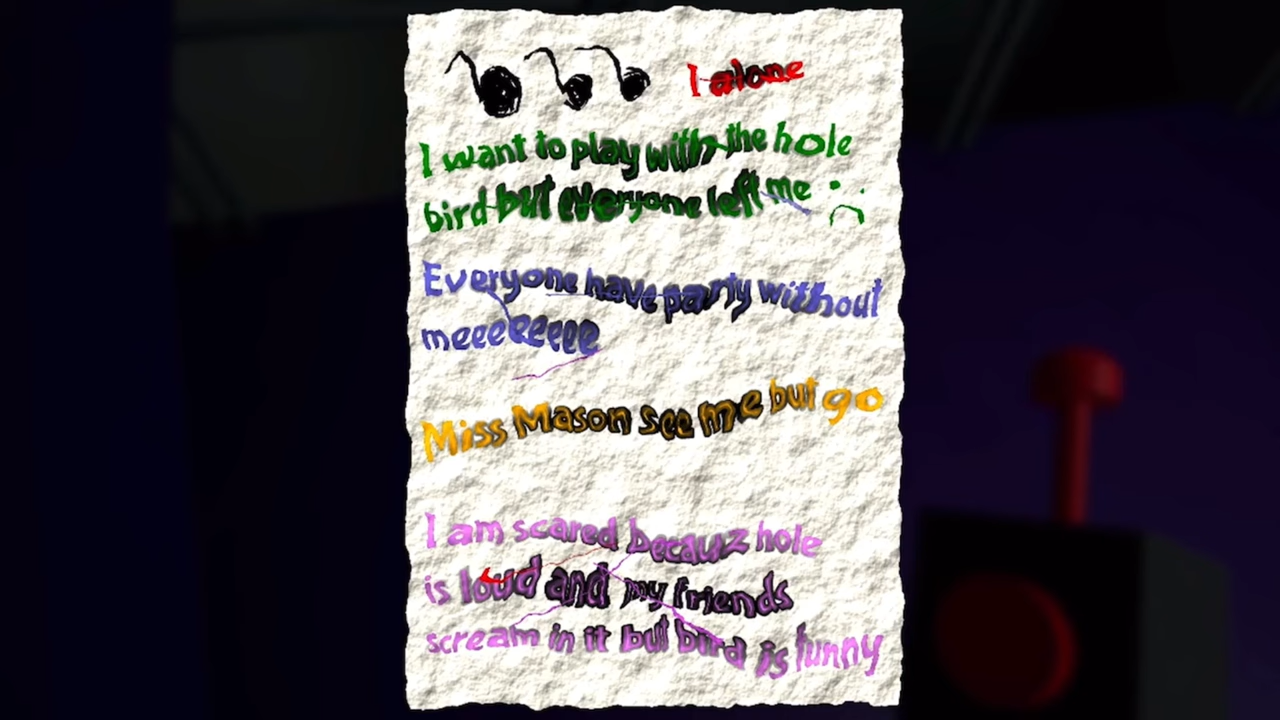 I alone
I want to play with the hole
bird but everyone left me :(
Everyone have party without
meeeeeeee
Miss Mason see me but go
I am scared becauz hole
is loud and my friends
scream in it but bird is funny